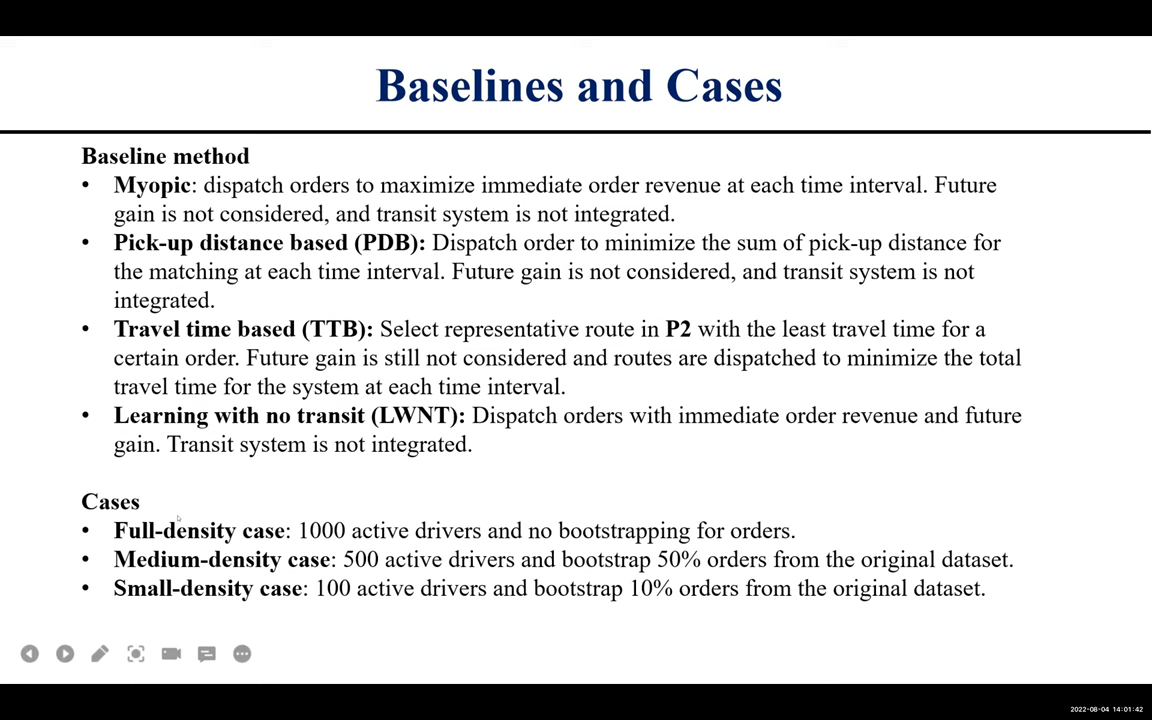 Baselines and Cases
Baseline method
• Myopic: dispatch orders to maximize immediate order revenue at each time interval. Future
gain is not considered, and transit system is not integrated.
• Pick-up distance based (PDB): Dispatch order to minimize the sum of pick-up distance for
the matching at each time interval. Future gain is not considered, and transit system is not
integrated.
• Travel time based (TTB): Select representative route in P2 with the least travel time for a
certain order. Future gain is still not considered and routes are dispatched to minimize the total
travel time for the system at each time interval.
• Learning with no transit (LWNT): Dispatch orders with immediate order revenue and future
gain. Transit system is not integrated.
Cases
• Full-density case: 1000 active drivers and no bootstrapping for orders.
• Medium-density case: 500 active drivers and bootstrap 50% orders from the original dataset.
• Small-density case: 100 active drivers and bootstrap 10% orders from the original dataset.
2022-08-04 14:01:42